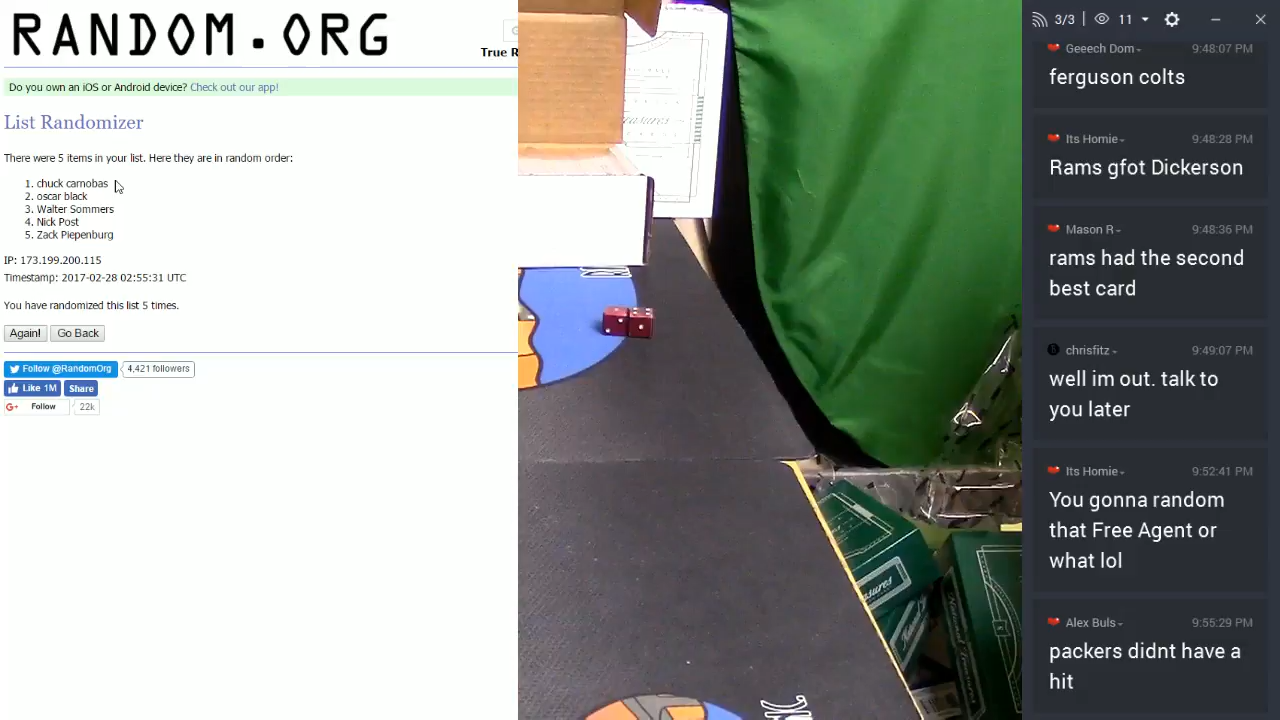 RANDOM.ORG
True R
Do you own an iOS or Android device? Check out our app!
List Randomizer
There were 5 items in your list. Here they are in random order:
1. chuck carnobas
2. oscar black
3. Walter Sommers
4. Nick Post
5. Zack Piepenburg
IP: 173.199.200.115
Timestamp: 2017-02-28 02:55:31 UTC
You have randomized this list 5 times.
Again! Go Back
Follow @RandomOrg 4,421 followers
Like 1M Share
G+ Follow 22k
3/3 11
Geeech Dom 9:48:07 PM
ferguson colts
Its Homie 9:48:28 PM
Rams gfot Dickerson
Mason R 9:48:36 PM
rams had the second
best card
chrisfitz 9:49:07 PM
well im out. talk to
you later
Its Homie 9:52:41 PM
You gonna random
that Free Agent or
what lol
Alex Buls 9:55:29 PM
packers didnt have a
hit